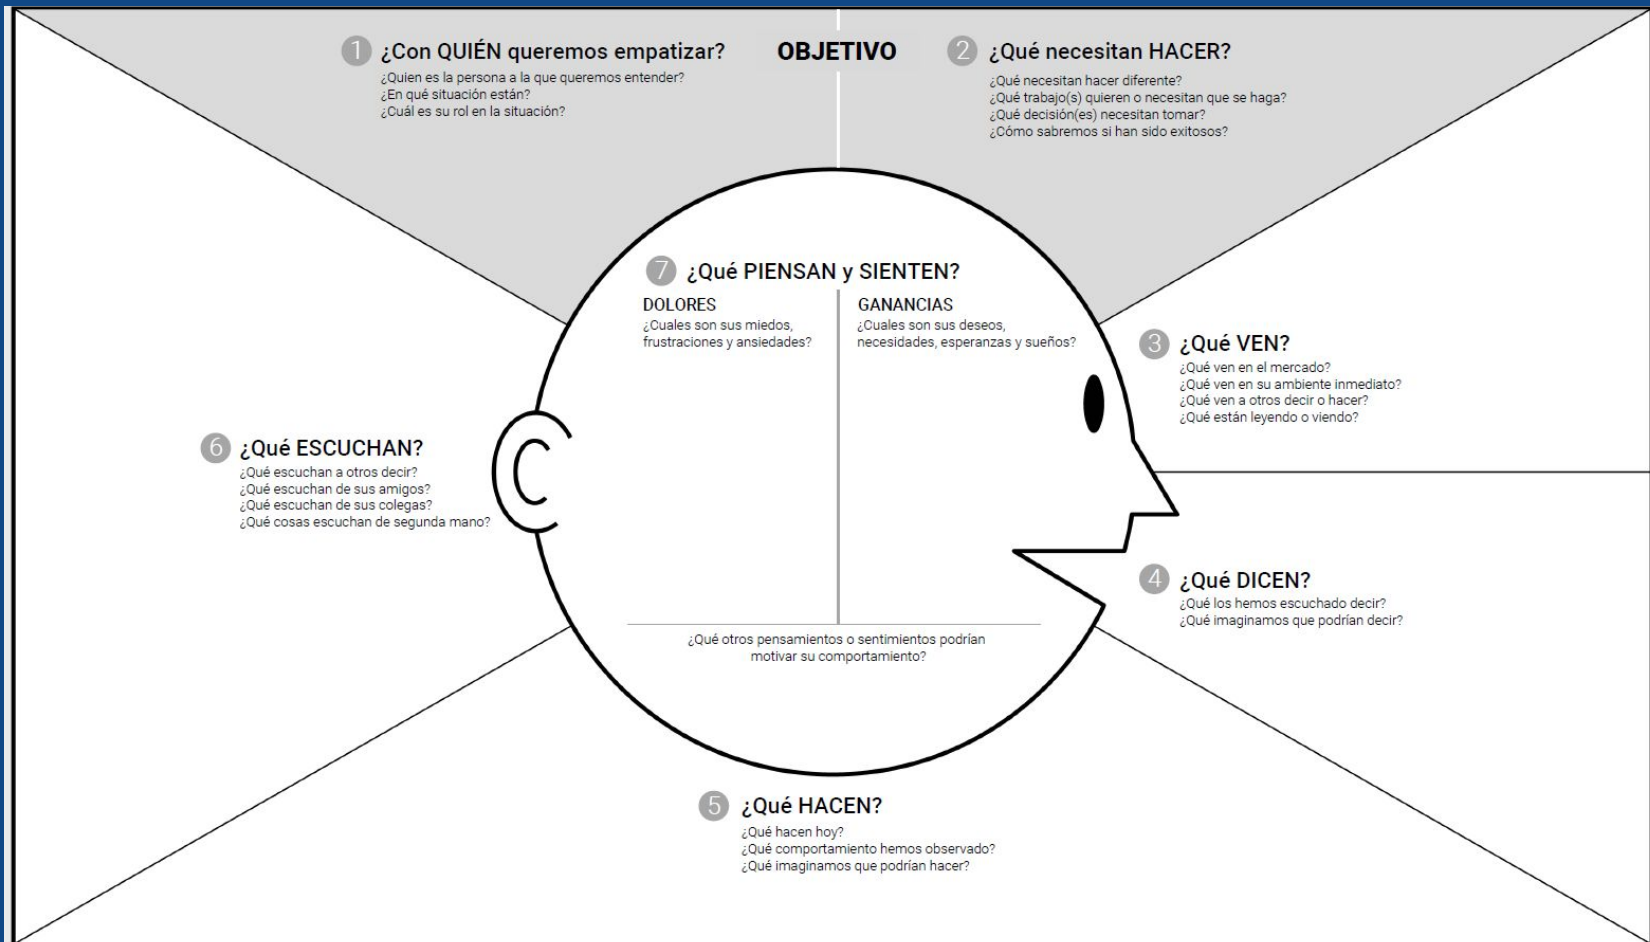 1 ¿Con QUIÉN queremos empatizar?
¿Quien es la persona a la que queremos entender?
¿En qué situación están?
¿Cuál es su rol en la situación?
OBJETIVO
2 ¿Qué necesitan HACER?
¿Qué necesitan hacer diferente?
¿Qué trabajo(s) quieren o necesitan que se haga?
¿Qué decisión(es) necesitan tomar?
¿Cómo sabremos si han sido exitosos?
3 ¿Qué VEN?
¿Qué ven en el mercado?
¿Qué ven en su ambiente inmediato?
¿Qué ven a otros decir o hacer?
¿Qué están leyendo o viendo?
4 ¿Qué DICEN?
¿Qué los hemos escuchado decir?
¿Qué imaginamos que podrían decir?
5 ¿Qué HACEN?
¿Qué hacen hoy?
¿Qué comportamiento hemos observado?
¿Qué imaginamos que podrían hacer?
6 ¿Qué ESCUCHAN?
¿Qué escuchan a otros decir?
¿Qué escuchan de sus amigos?
¿Qué escuchan de sus colegas?
¿Qué cosas escuchan de segunda mano?
7 ¿Qué PIENSAN y SIENTEN?
DOLORES
¿Cuales son sus miedos,
frustraciones y ansiedades?
GANANCIAS
¿Cuales son sus deseos,
necesidades, esperanzas y sueños?
¿Qué otros pensamientos o sentimientos podrían
motivar su comportamiento?